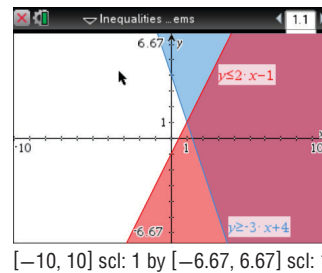 Inequalities ...ems
1.1
6.67 y
y≤2·x−1
1
-10
1
10
y≥-3·x+4
-6.67
[−10, 10] scl: 1 by [−6.67, 6.67] scl: